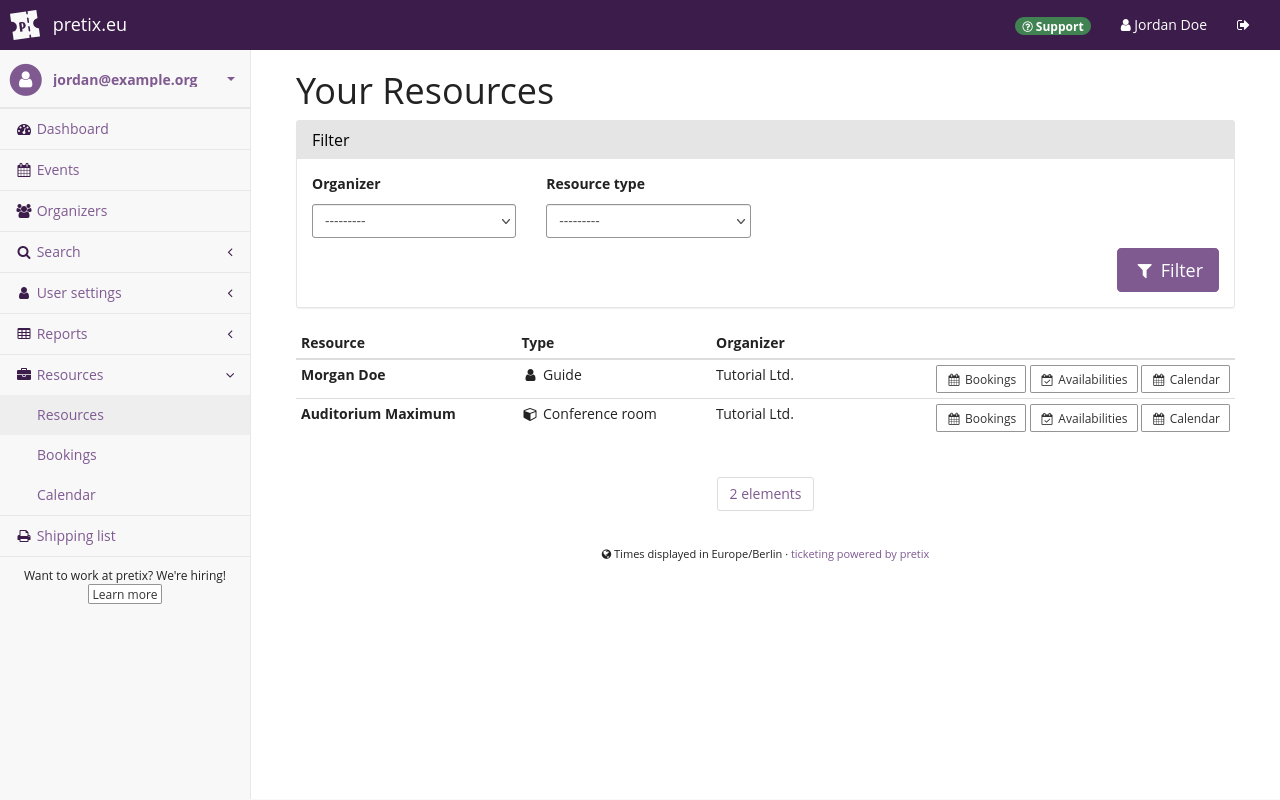 pretix.eu
Support
Jordan Doe
jordan@example.org
Dashboard
Events
Organizers
Search
User settings
Reports
Resources
Resources
Bookings
Calendar
Shipping list
Want to work at pretix? We're hiring!
Learn more
Your Resources
Filter
Organizer Resource type
--------- ---------
Filter
Resource Type Organizer
Morgan Doe Guide Tutorial Ltd. Bookings Availabilities Calendar
Auditorium Maximum Conference room Tutorial Ltd. Bookings Availabilities Calendar
2 elements
Times displayed in Europe/Berlin · ticketing powered by pretix